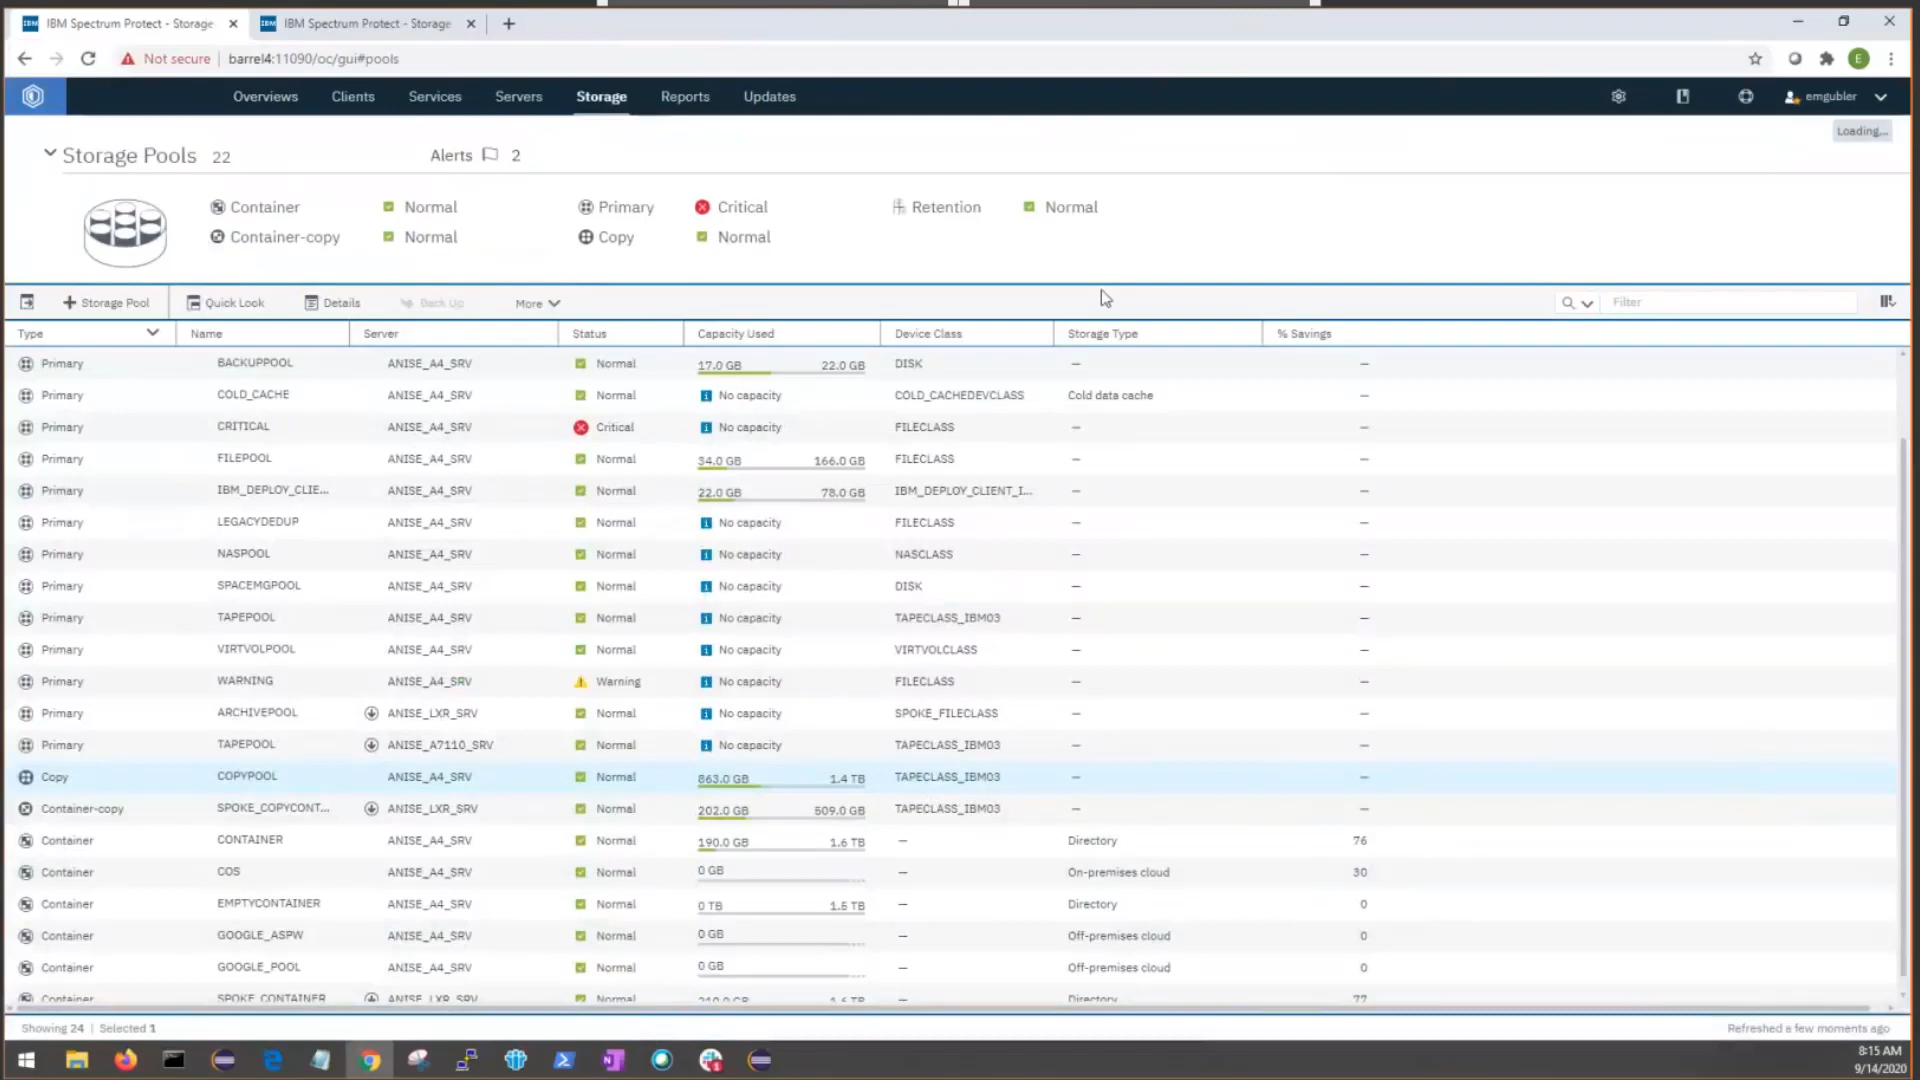 IBM Spectrum Protect - Storage
IBM Spectrum Protect - Storage
Not secure | barrel4:11090/oc/gui#pools
E
Overviews Clients Services Servers Storage Reports Updates emgubler
Loading...
Storage Pools 22 Alerts 2
Container Normal Primary Critical Retention Normal
Container-copy Normal Copy Normal
Storage Pool Quick Look Details Back Up More Filter
Type Name Server Status Capacity Used Device Class Storage Type % Savings
Primary BACKUPPOOL ANISE_A4_SRV Normal 17.0 GB 22.0 GB DISK — —
Primary COLD_CACHE ANISE_A4_SRV Normal No capacity COLD_CACHEDEVCLASS Cold data cache —
Primary CRITICAL ANISE_A4_SRV Critical No capacity FILECLASS — —
Primary FILEPOOL ANISE_A4_SRV Normal 34.0 GB 166.0 GB FILECLASS — —
Primary IBM_DEPLOY_CLIE... ANISE_A4_SRV Normal 22.0 GB 78.0 GB IBM_DEPLOY_CLIENT_I... — —
Primary LEGACYDEDUP ANISE_A4_SRV Normal No capacity FILECLASS — —
Primary NASPOOL ANISE_A4_SRV Normal No capacity NASCLASS — —
Primary SPACEMGPOOL ANISE_A4_SRV Normal No capacity DISK — —
Primary TAPEPOOL ANISE_A4_SRV Normal No capacity TAPECLASS_IBM03 — —
Primary VIRTVOLPOOL ANISE_A4_SRV Normal No capacity VIRTVOLCLASS — —
Primary WARNING ANISE_A4_SRV Warning No capacity FILECLASS — —
Primary ARCHIVEPOOL ANISE_LXR_SRV Normal No capacity SPOKE_FILECLASS — —
Primary TAPEPOOL ANISE_A7110_SRV Normal No capacity TAPECLASS_IBM03 — —
Copy COPYPOOL ANISE_A4_SRV Normal 863.0 GB 1.4 TB TAPECLASS_IBM03 — —
Container-copy SPOKE_COPYCONT... ANISE_LXR_SRV Normal 202.0 GB 509.0 GB TAPECLASS_IBM03 — —
Container CONTAINER ANISE_A4_SRV Normal 190.0 GB 1.6 TB — Directory 76
Container COS ANISE_A4_SRV Normal 0 GB — On-premises cloud 30
Container EMPTYCONTAINER ANISE_A4_SRV Normal 0 TB 1.5 TB — Directory 0
Container GOOGLE_ASPW ANISE_A4_SRV Normal 0 GB — Off-premises cloud 0
Container GOOGLE_POOL ANISE_A4_SRV Normal 0 GB — Off-premises cloud 0
Container SPOKE_CONTAINER ANISE_LXR_SRV Normal — Directory 77
Showing 24 | Selected 1 Refreshed a few moments ago
8:15 AM
9/14/2020